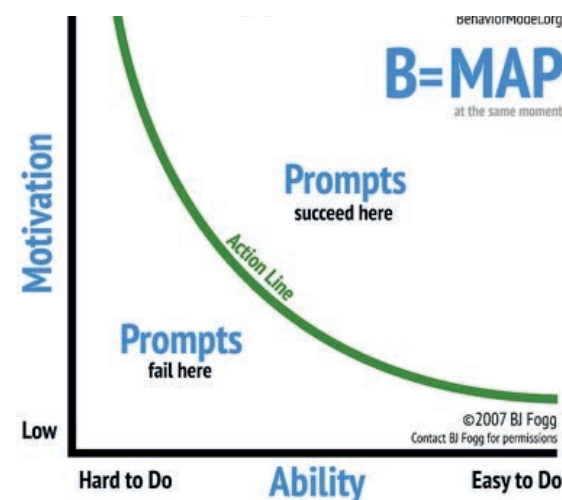 BehaviorModel.org
B=MAP
at the same moment
Motivation
Prompts
succeed here
Action Line
Prompts
fail here
Low
©2007 BJ Fogg
Contact BJ Fogg for permissions
Hard to Do
Ability
Easy to Do